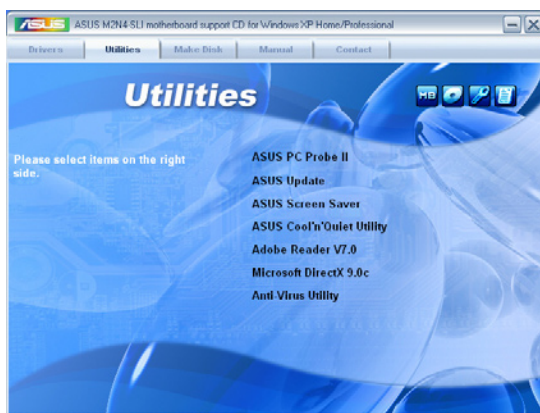 ASUS ASUS M2N4-SLI motherboard support CD for Windows XP Home/Professional
Drivers Utilities Make Disk Manual Contact
Utilities
MB
Please select items on the right
side.
ASUS PC Probe II
ASUS Update
ASUS Screen Saver
ASUS Cool'n'Quiet Utility
Adobe Reader V7.0
Microsoft DirectX 9.0c
Anti-Virus Utility